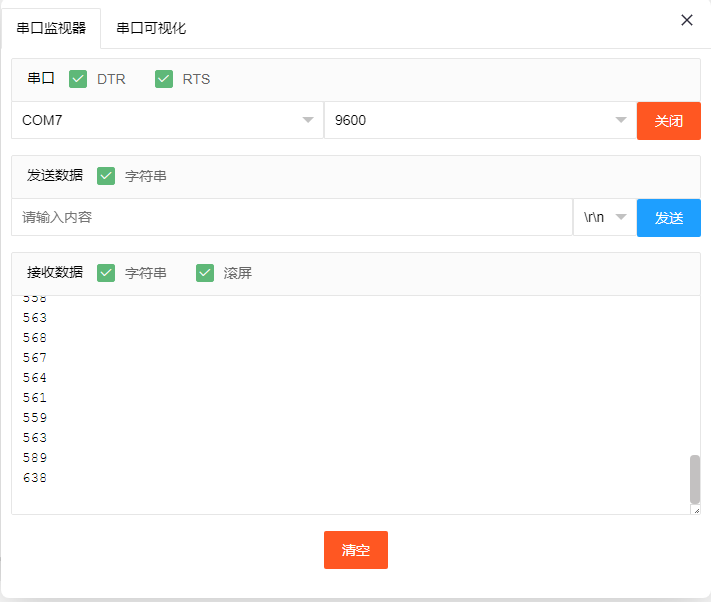 串口监视器 串口可视化
串口 DTR RTS
COM7 9600 关闭
发送数据 字符串
请输入内容 \r\n 发送
接收数据 字符串 滚屏
558
563
568
567
564
561
559
563
589
638
清空